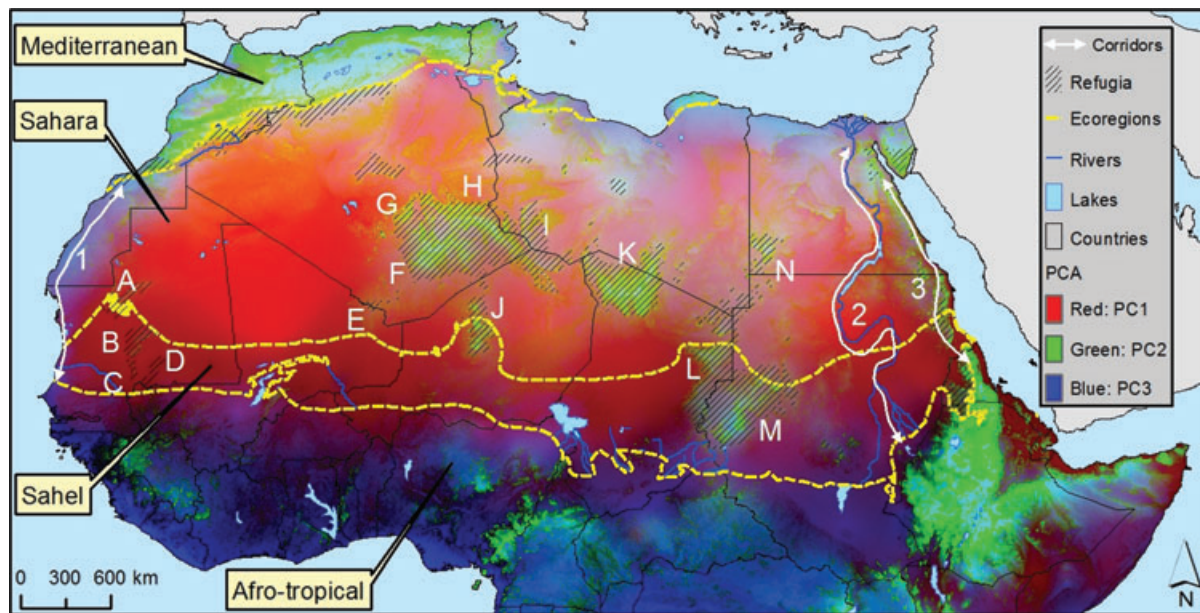 Mediterranean
Sahara
Sahel
Afro-tropical
1
A
B
C
D
E
F
G
H
I
J
K
L
M
N
2
3
Corridors
Refugia
Ecoregions
Rivers
Lakes
Countries
PCA
Red: PC1
Green: PC2
Blue: PC3
0 300 600 km
N